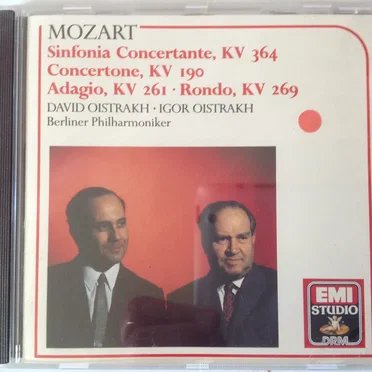 MOZART
Sinfonia Concertante, KV 364
Concertone, KV 190
Adagio, KV 261 · Rondo, KV 269
DAVID OISTRAKH · IGOR OISTRAKH
Berliner Philharmoniker
EMI
STUDIO
DRM